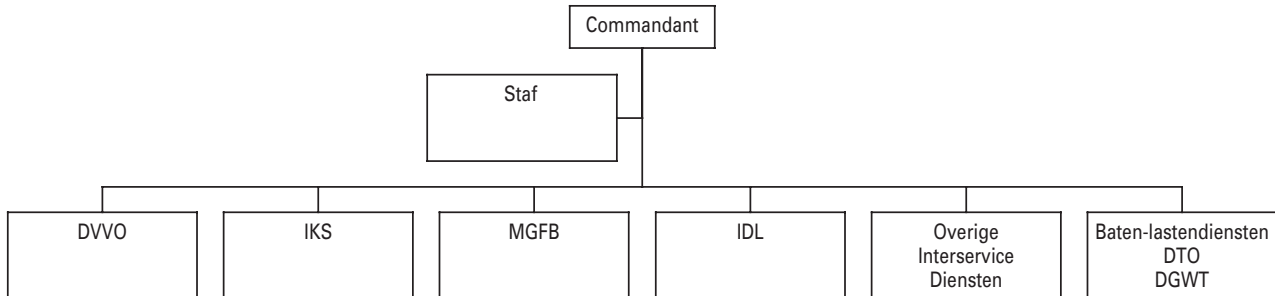 Commandant
Staf
DVVO
IKS
MGFB
IDL
Overige
Interservice
Diensten
Baten-lastendiensten
DTO
DGWT